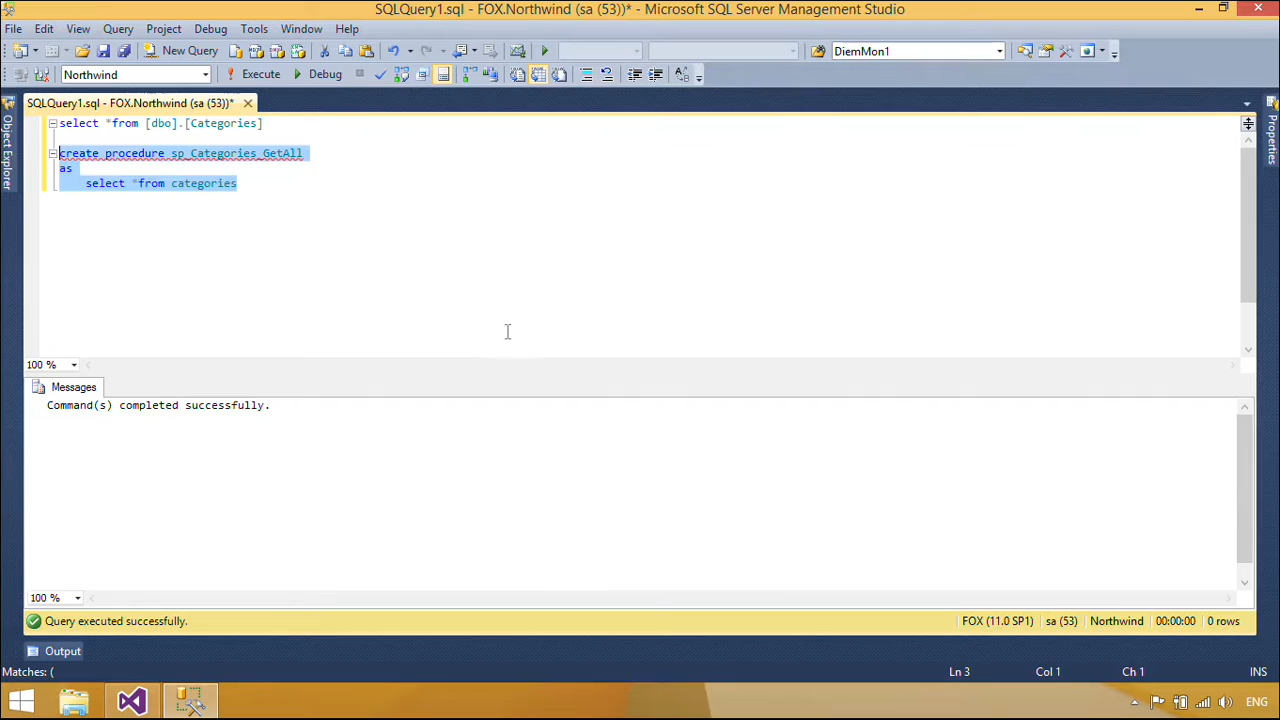 SQLQuery1.sql - FOX.Northwind (sa (53))* - Microsoft SQL Server Management Studio
File Edit View Query Project Debug Tools Window Help
New Query DiemMon1
Northwind Execute Debug
SQLQuery1.sql - FOX.Northwind (sa (53))*
Object Explorer
Properties
select *from [dbo].[Categories]
create procedure sp_Categories_GetAll
as
select *from categories
100 %
Messages
Command(s) completed successfully.
100 %
Query executed successfully. FOX (11.0 SP1) sa (53) Northwind 00:00:00 0 rows
Output
Matches: ( Ln 3 Col 1 Ch 1 INS
ENG